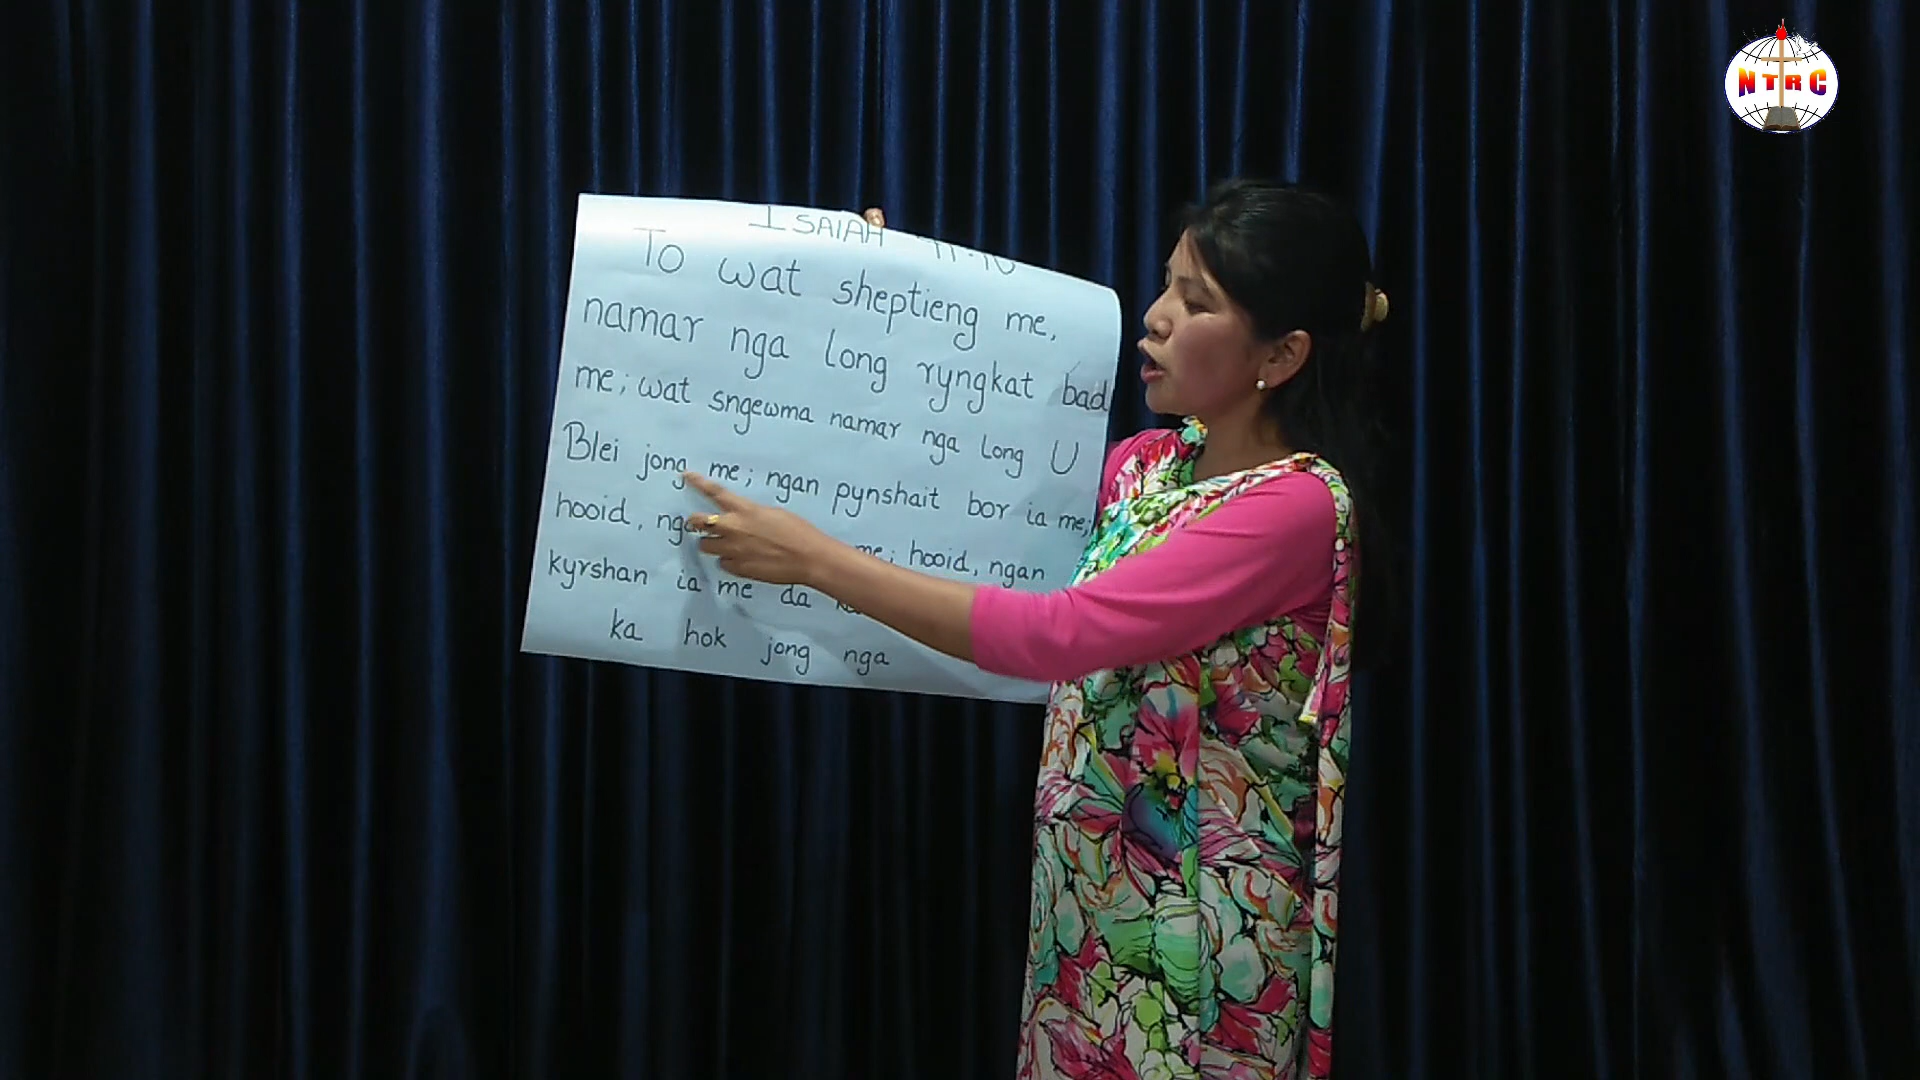 ISAIAH
To wat sheptieng me,
namar nga long ryngkat bad
me; wat sngewma namar nga long U
Blei jong me; ngan pynshait bor ia me;
hooid, me; hooid, ngan
kyrshan ia me da
ka hok jong nga
NTRC